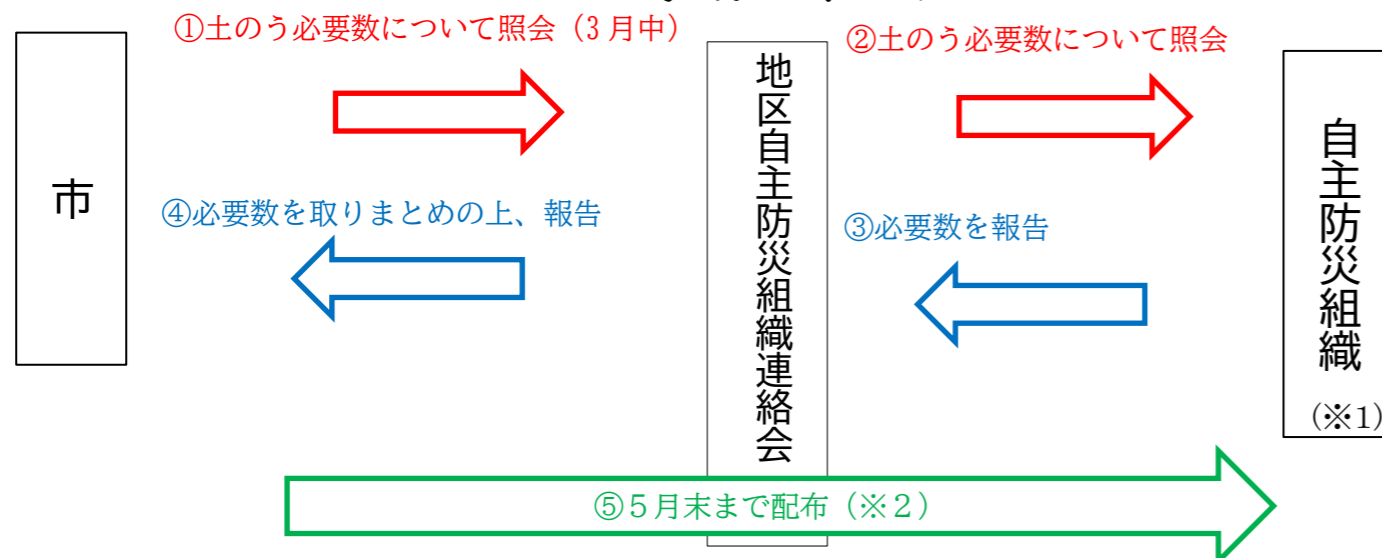 ①土のう必要数について照会（3月中）
②土のう必要数について照会
市
地区自主防災組織連絡会
自主防災組織
（※1）
④必要数を取りまとめの上、報告
③必要数を報告
⑤５月末まで配布（※２）